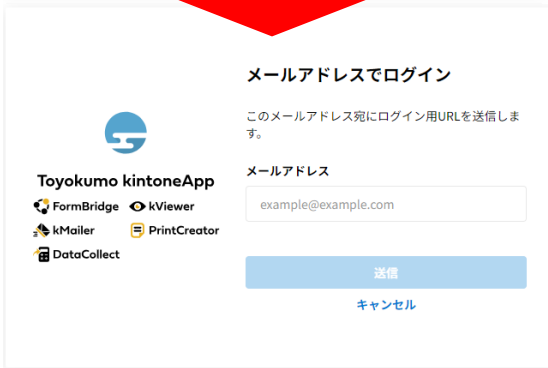 メールアドレスでログイン
このメールアドレス宛にログイン用URLを送信しま
す。
メールアドレス
example@example.com
送信
キャンセル
Toyokumo kintoneApp
FormBridge kViewer
kMailer PrintCreator
DataCollect